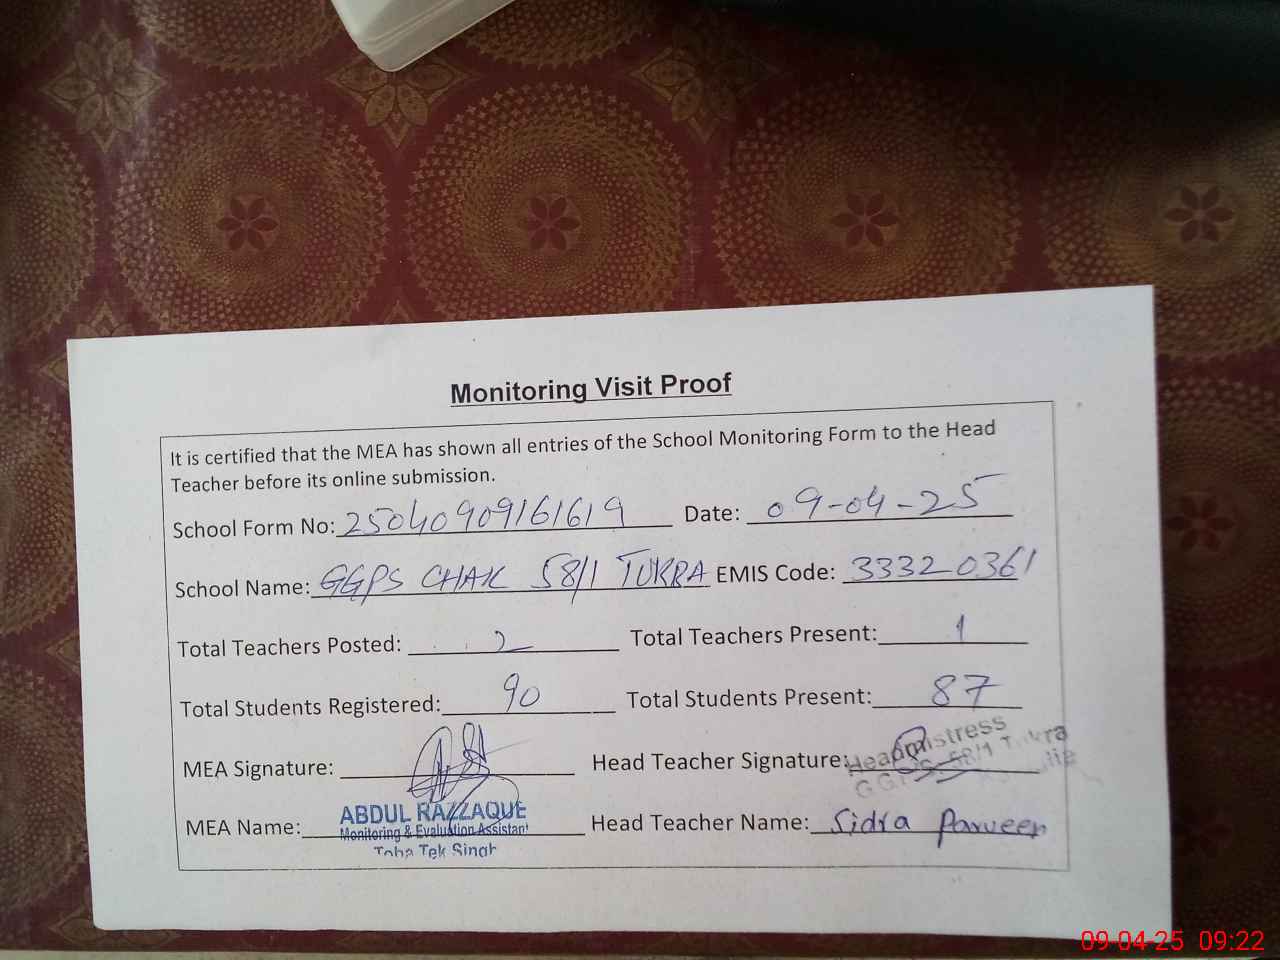 Monitoring Visit Proof
It is certified that the MEA has shown all entries of the School Monitoring Form to the Head
Teacher before its online submission.
School Form No: 25040909161619 Date: 09-04-25
School Name: GGPS CHAK 58/1 TUKRA EMIS Code: 33320361
Total Teachers Posted: 2 Total Teachers Present: 1
Total Students Registered: 90 Total Students Present: 87
MEA Signature: Head Teacher Signature:
Headmistress
58/1 Tukra
MEA Name: ABDUL RAZZAQUE Head Teacher Name: Sidra Parveen
Monitoring & Evaluation Assistant
Toba Tek Singh
09-04-25 09:22